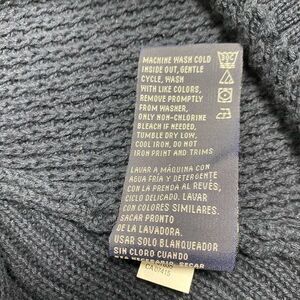 MACHINE WASH COLD
INSIDE OUT, GENTLE
CYCLE, WASH
WITH LIKE COLORS,
REMOVE PROMPTLY
FROM WASHER,
ONLY NON-CHLORINE
BLEACH IF NEEDED,
TUMBLE DRY LOW,
COOL IRON, DO NOT
IRON PRINT AND TRIMS
LAVAR A MÁQUINA CON
AGUA FRÍA Y DETERGENTE
CON LA PRENDA AL REVÉS,
CICLO DELICADO. LAVAR
CON COLORES SIMILARES.
SACAR PRONTO
DE LA LAVADORA.
USAR SOLO BLANQUEADOR
SIN CLORO CUANDO
SEA NECESARIO, SECAR